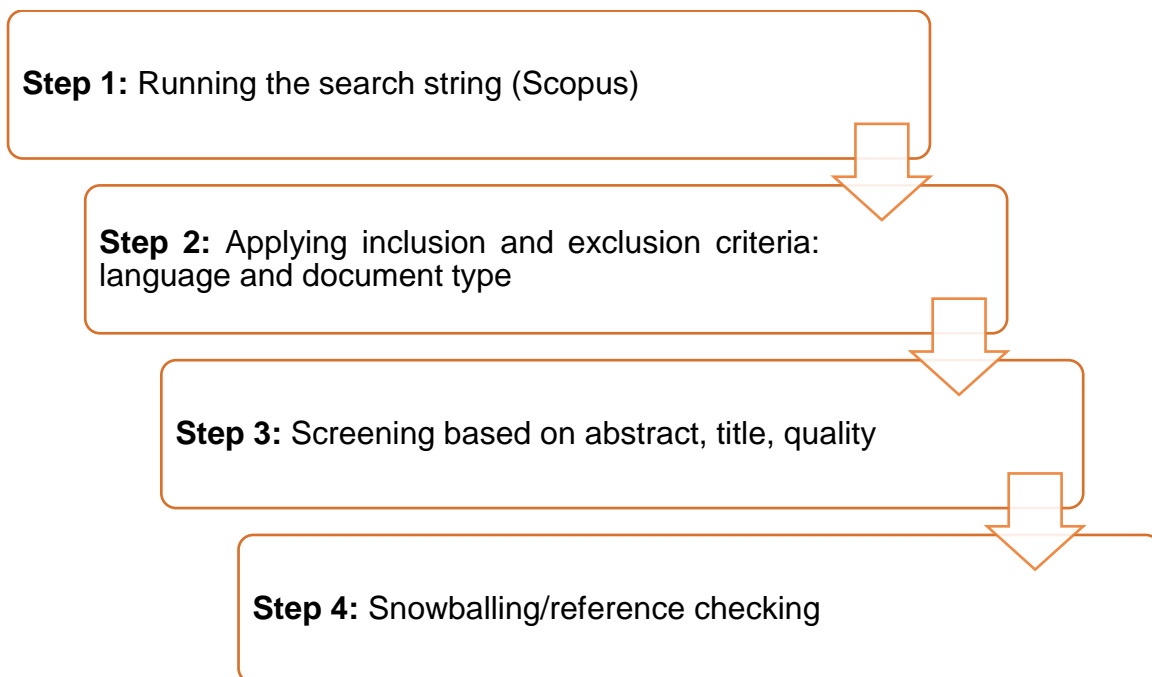 Step 1: Running the search string (Scopus)
Step 2: Applying inclusion and exclusion criteria:
language and document type
Step 3: Screening based on abstract, title, quality
Step 4: Snowballing/reference checking